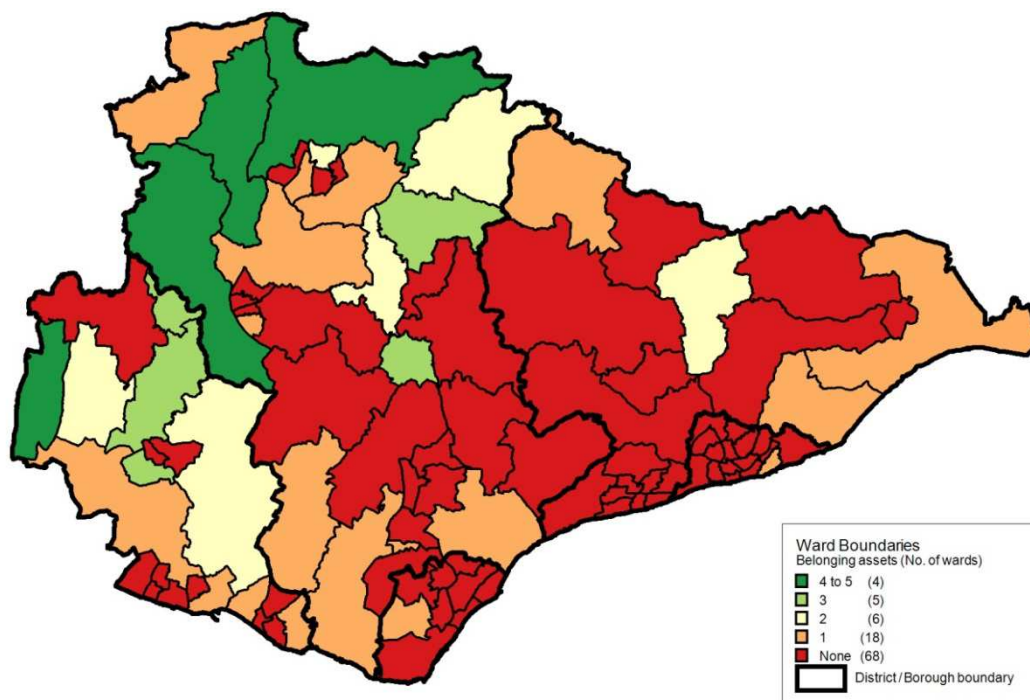 Ward Boundaries
Belonging assets (No. of wards)
4 to 5 (4)
3 (5)
2 (6)
1 (18)
None (68)
District / Borough boundary